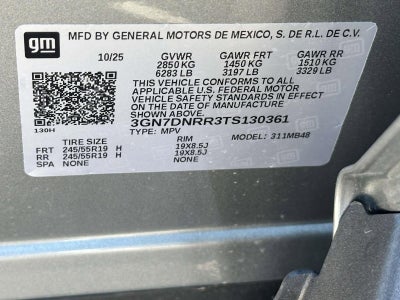 gm
MFD BY GENERAL MOTORS DE MEXICO, S. DE R.L. DE C.V.
10/25 GVWR GAWR FRT GAWR RR
2850 KG 1450 KG 1510 KG
6283 LB 3197 LB 3329 LB
THIS VEHICLE CONFORMS TO ALL
APPLICABLE U.S. FEDERAL MOTOR
VEHICLE SAFETY STANDARDS IN EFFECT
ON THE DATE OF MANUFACTURE SHOWN ABOVE.
130H
3GN7DNRR3TS130361
TYPE: MPV MODEL: 311MB48
TIRE SIZE RIM
FRT 245/55R19 H 19X8.5J
RR 245/55R19 H 19X8.5J
SPA NONE NONE